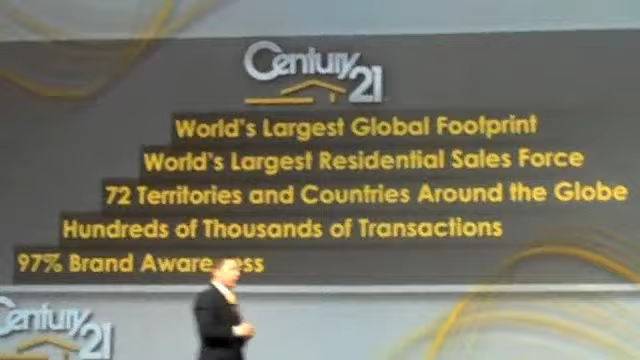 Century 21
World's Largest Global Footprint
World's Largest Residential Sales Force
72 Territories and Countries Around the Globe
Hundreds of Thousands of Transactions
97% Brand Awareness
Century 21